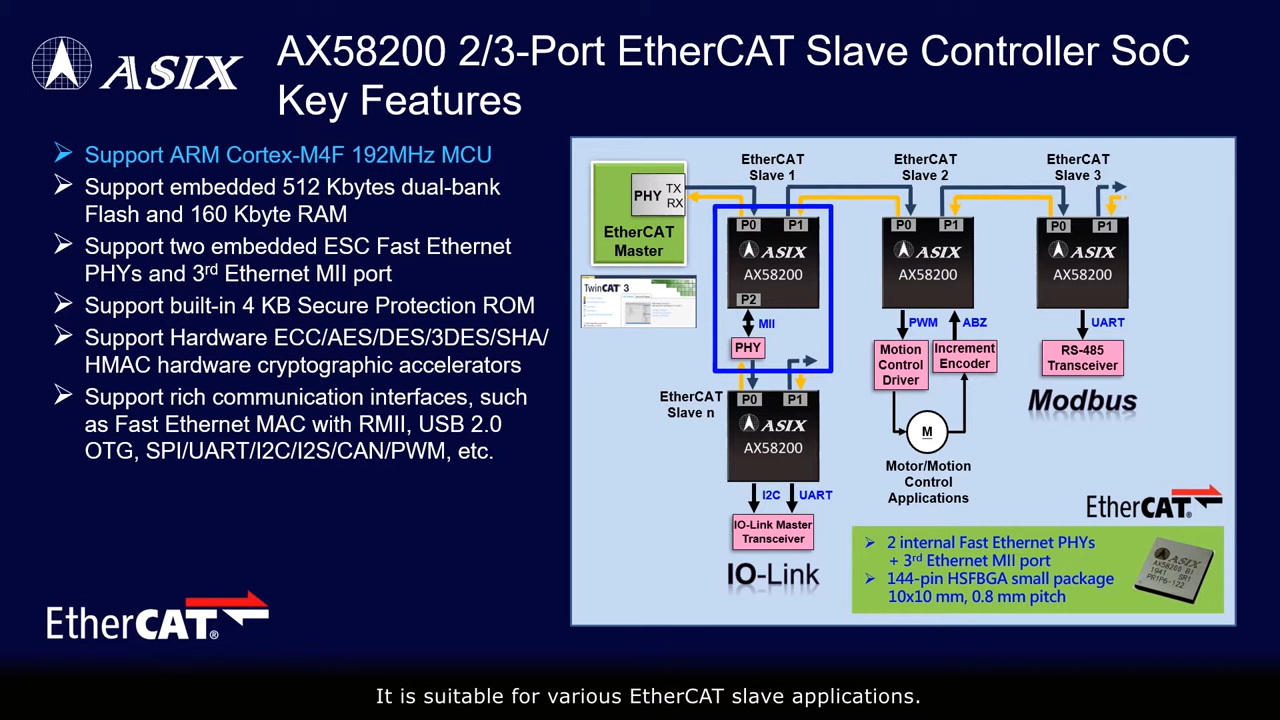 ASIX
AX58200 2/3-Port EtherCAT Slave Controller SoC
Key Features
Support ARM Cortex-M4F 192MHz MCU
Support embedded 512 Kbytes dual-bank
Flash and 160 Kbyte RAM
Support two embedded ESC Fast Ethernet
PHYs and 3rd Ethernet MII port
Support built-in 4 KB Secure Protection ROM
Support Hardware ECC/AES/DES/3DES/SHA/
HMAC hardware cryptographic accelerators
Support rich communication interfaces, such
as Fast Ethernet MAC with RMII, USB 2.0
OTG, SPI/UART/I2C/I2S/CAN/PWM, etc.
EtherCAT®
PHY
TX
RX
EtherCAT
Master
TwinCAT 3
EtherCAT
Slave 1
P0
P1
ASIX
AX58200
P2
MII
PHY
EtherCAT
Slave 2
P0
P1
ASIX
AX58200
PWM
ABZ
Motion
Control
Driver
Increment
Encoder
M
Motor/Motion
Control
Applications
EtherCAT
Slave 3
P0
P1
ASIX
AX58200
UART
RS-485
Transceiver
Modbus
EtherCAT
Slave n
P0
P1
ASIX
AX58200
I2C
UART
IO-Link Master
Transceiver
IO-Link
EtherCAT®
2 internal Fast Ethernet PHYs
+ 3rd Ethernet MII port
144-pin HSFBGA small package
10x10 mm, 0.8 mm pitch
ASIX
AX58200 BI
1941 SR1
PR1P6-122
It is suitable for various EtherCAT slave applications.